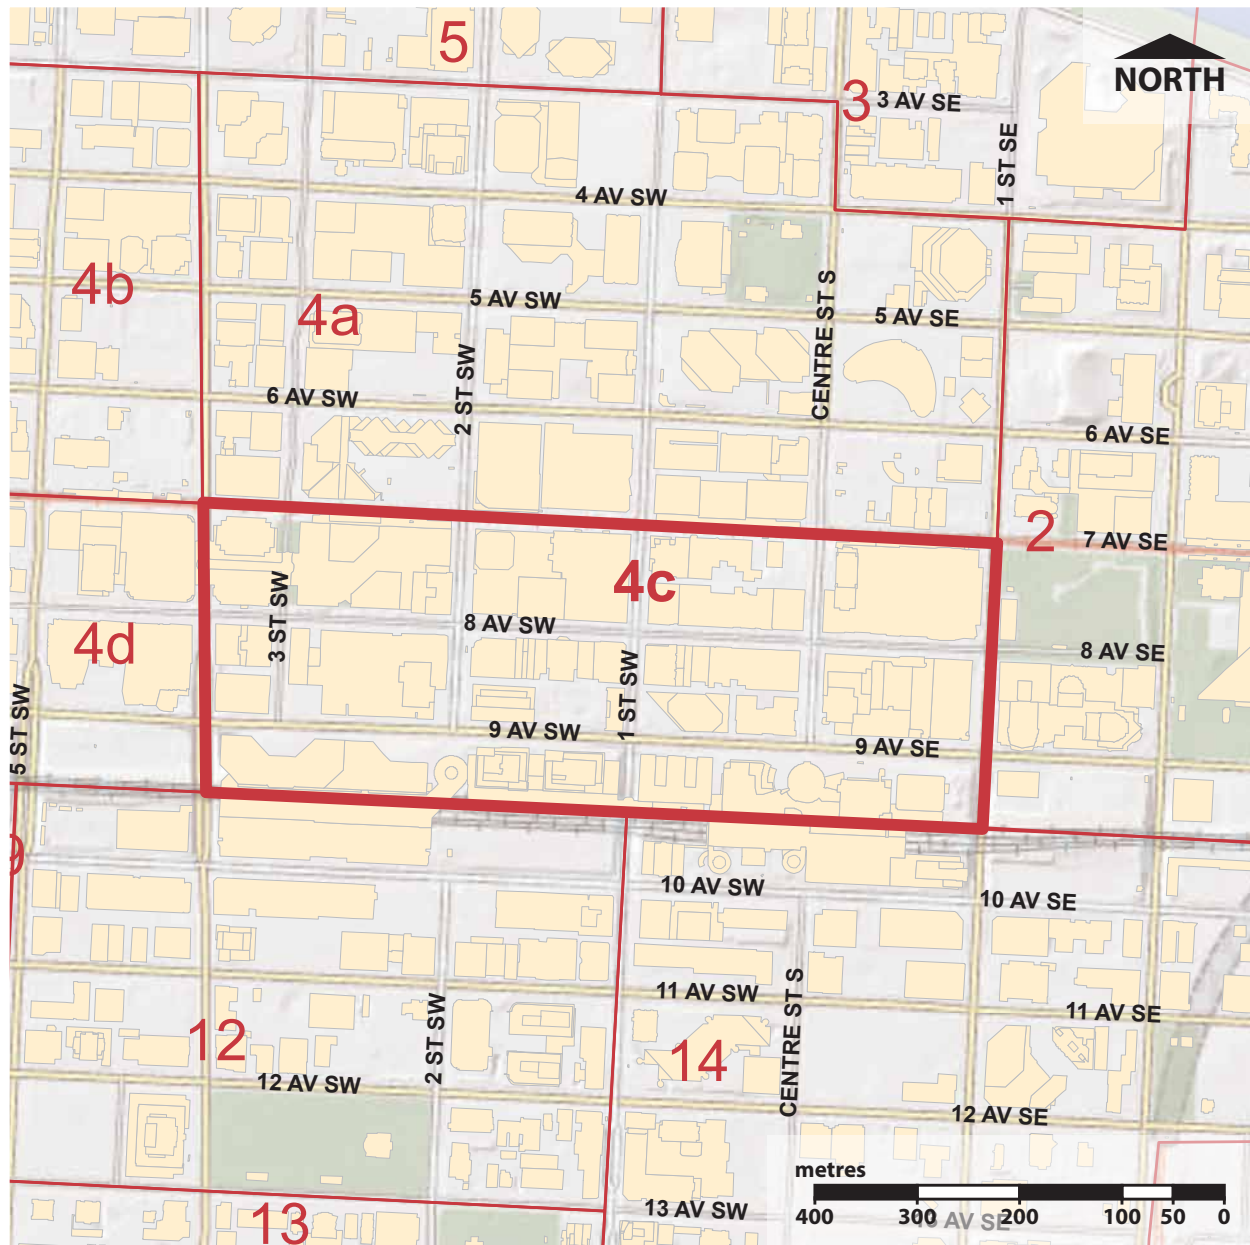 5
NORTH
3
3 AV SE
1 ST SE
4 AV SW
4b
4a
5 AV SW
CENTRE ST S
5 AV SE
2 ST SW
6 AV SW
6 AV SE
2
7 AV SE
4c
3 ST SW
8 AV SW
4d
8 AV SE
1 ST SW
5 ST SW
9 AV SW
9 AV SE
9
10 AV SW
10 AV SE
11 AV SW
CENTRE ST S
2 ST SW
11 AV SE
12
14
12 AV SW
12 AV SE
metres
13
13 AV SW
400 300 200 100 50 0